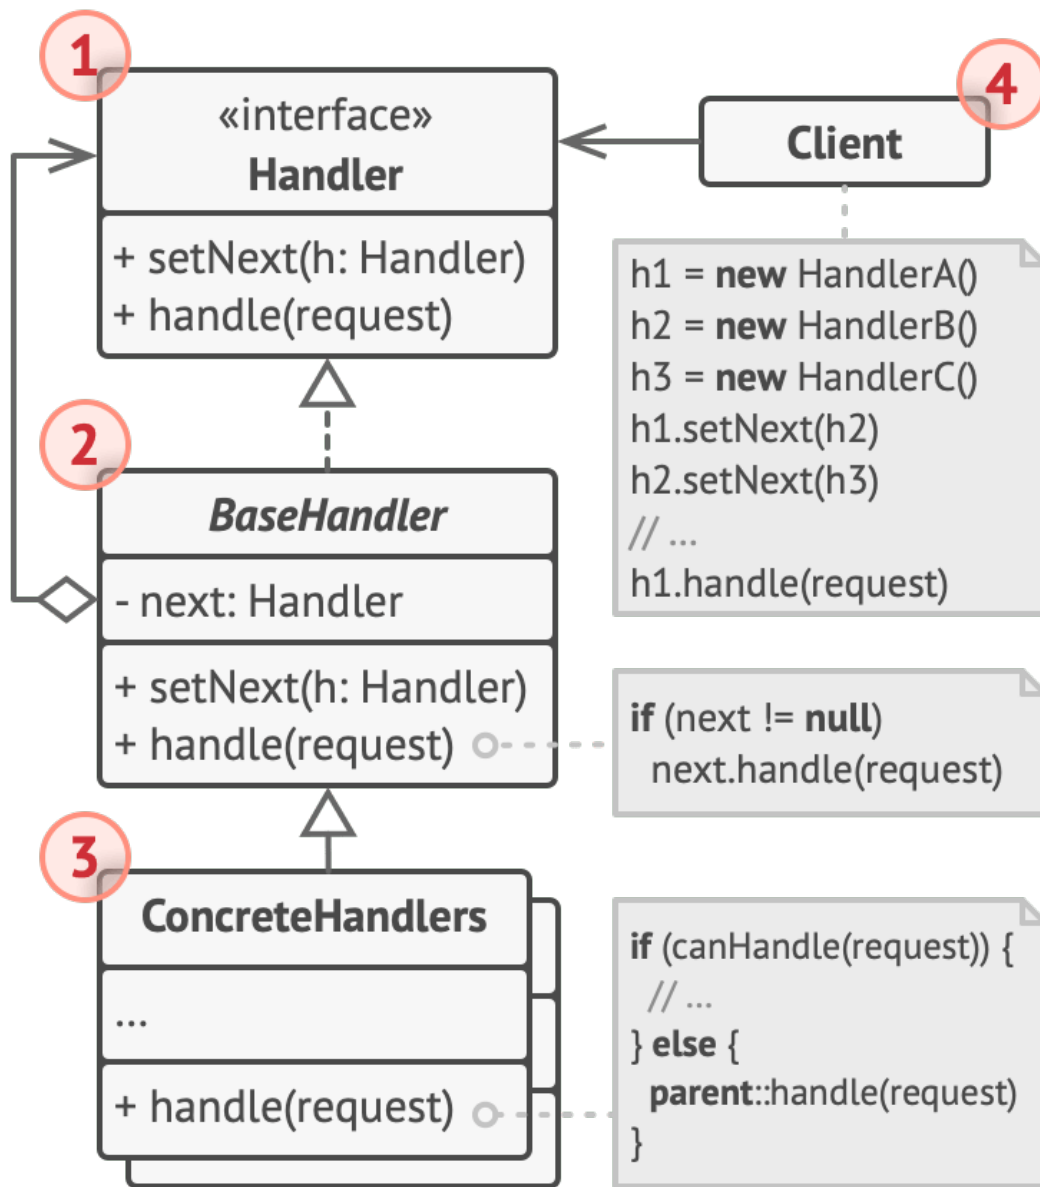 1
«interface»
Handler
+ setNext(h: Handler)
+ handle(request)
4
Client
h1 = new HandlerA()
h2 = new HandlerB()
h3 = new HandlerC()
h1.setNext(h2)
h2.setNext(h3)
// ...
h1.handle(request)
2
BaseHandler
- next: Handler
+ setNext(h: Handler)
+ handle(request)
if (next != null)
next.handle(request)
3
ConcreteHandlers
...
+ handle(request)
if (canHandle(request)) {
// ...
} else {
parent::handle(request)
}